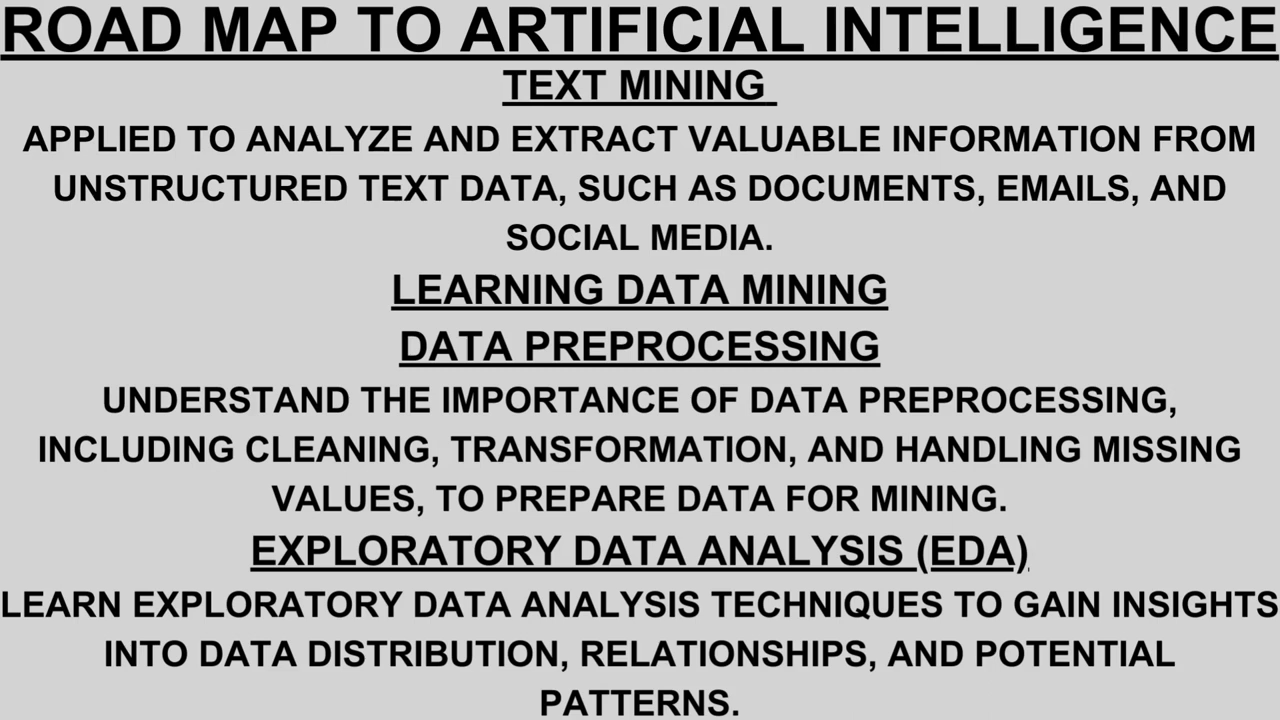 ROAD MAP TO ARTIFICIAL INTELLIGENCE
TEXT MINING
APPLIED TO ANALYZE AND EXTRACT VALUABLE INFORMATION FROM
UNSTRUCTURED TEXT DATA, SUCH AS DOCUMENTS, EMAILS, AND
SOCIAL MEDIA.
LEARNING DATA MINING
DATA PREPROCESSING
UNDERSTAND THE IMPORTANCE OF DATA PREPROCESSING,
INCLUDING CLEANING, TRANSFORMATION, AND HANDLING MISSING
VALUES, TO PREPARE DATA FOR MINING.
EXPLORATORY DATA ANALYSIS (EDA)
LEARN EXPLORATORY DATA ANALYSIS TECHNIQUES TO GAIN INSIGHTS
INTO DATA DISTRIBUTION, RELATIONSHIPS, AND POTENTIAL
PATTERNS.